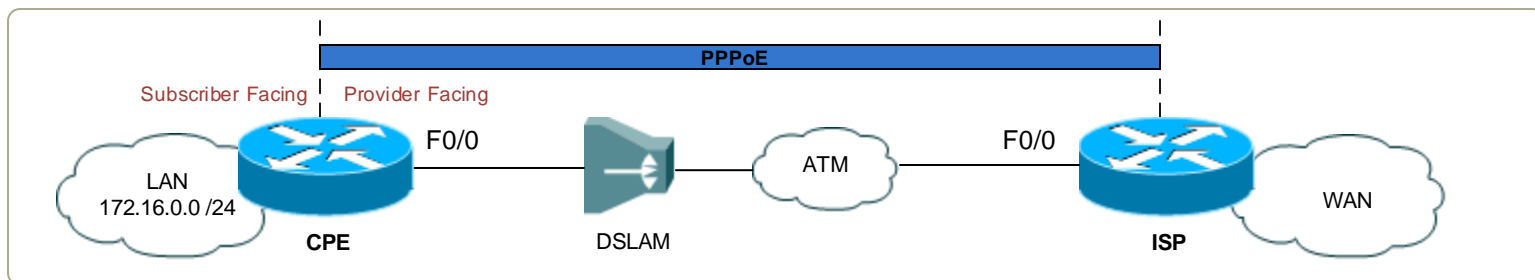 PPPoE
Subscriber Facing
Provider Facing
F0/0
F0/0
LAN
172.16.0.0 /24
ATM
WAN
CPE
DSLAM
ISP